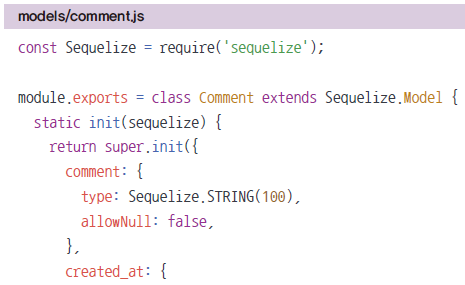 models/comment.js
const Sequelize = require('sequelize');
module.exports = class Comment extends Sequelize.Model {
static init(sequelize) {
return super.init({
comment: {
type: Sequelize.STRING(100),
allowNull: false,
},
created_at: {